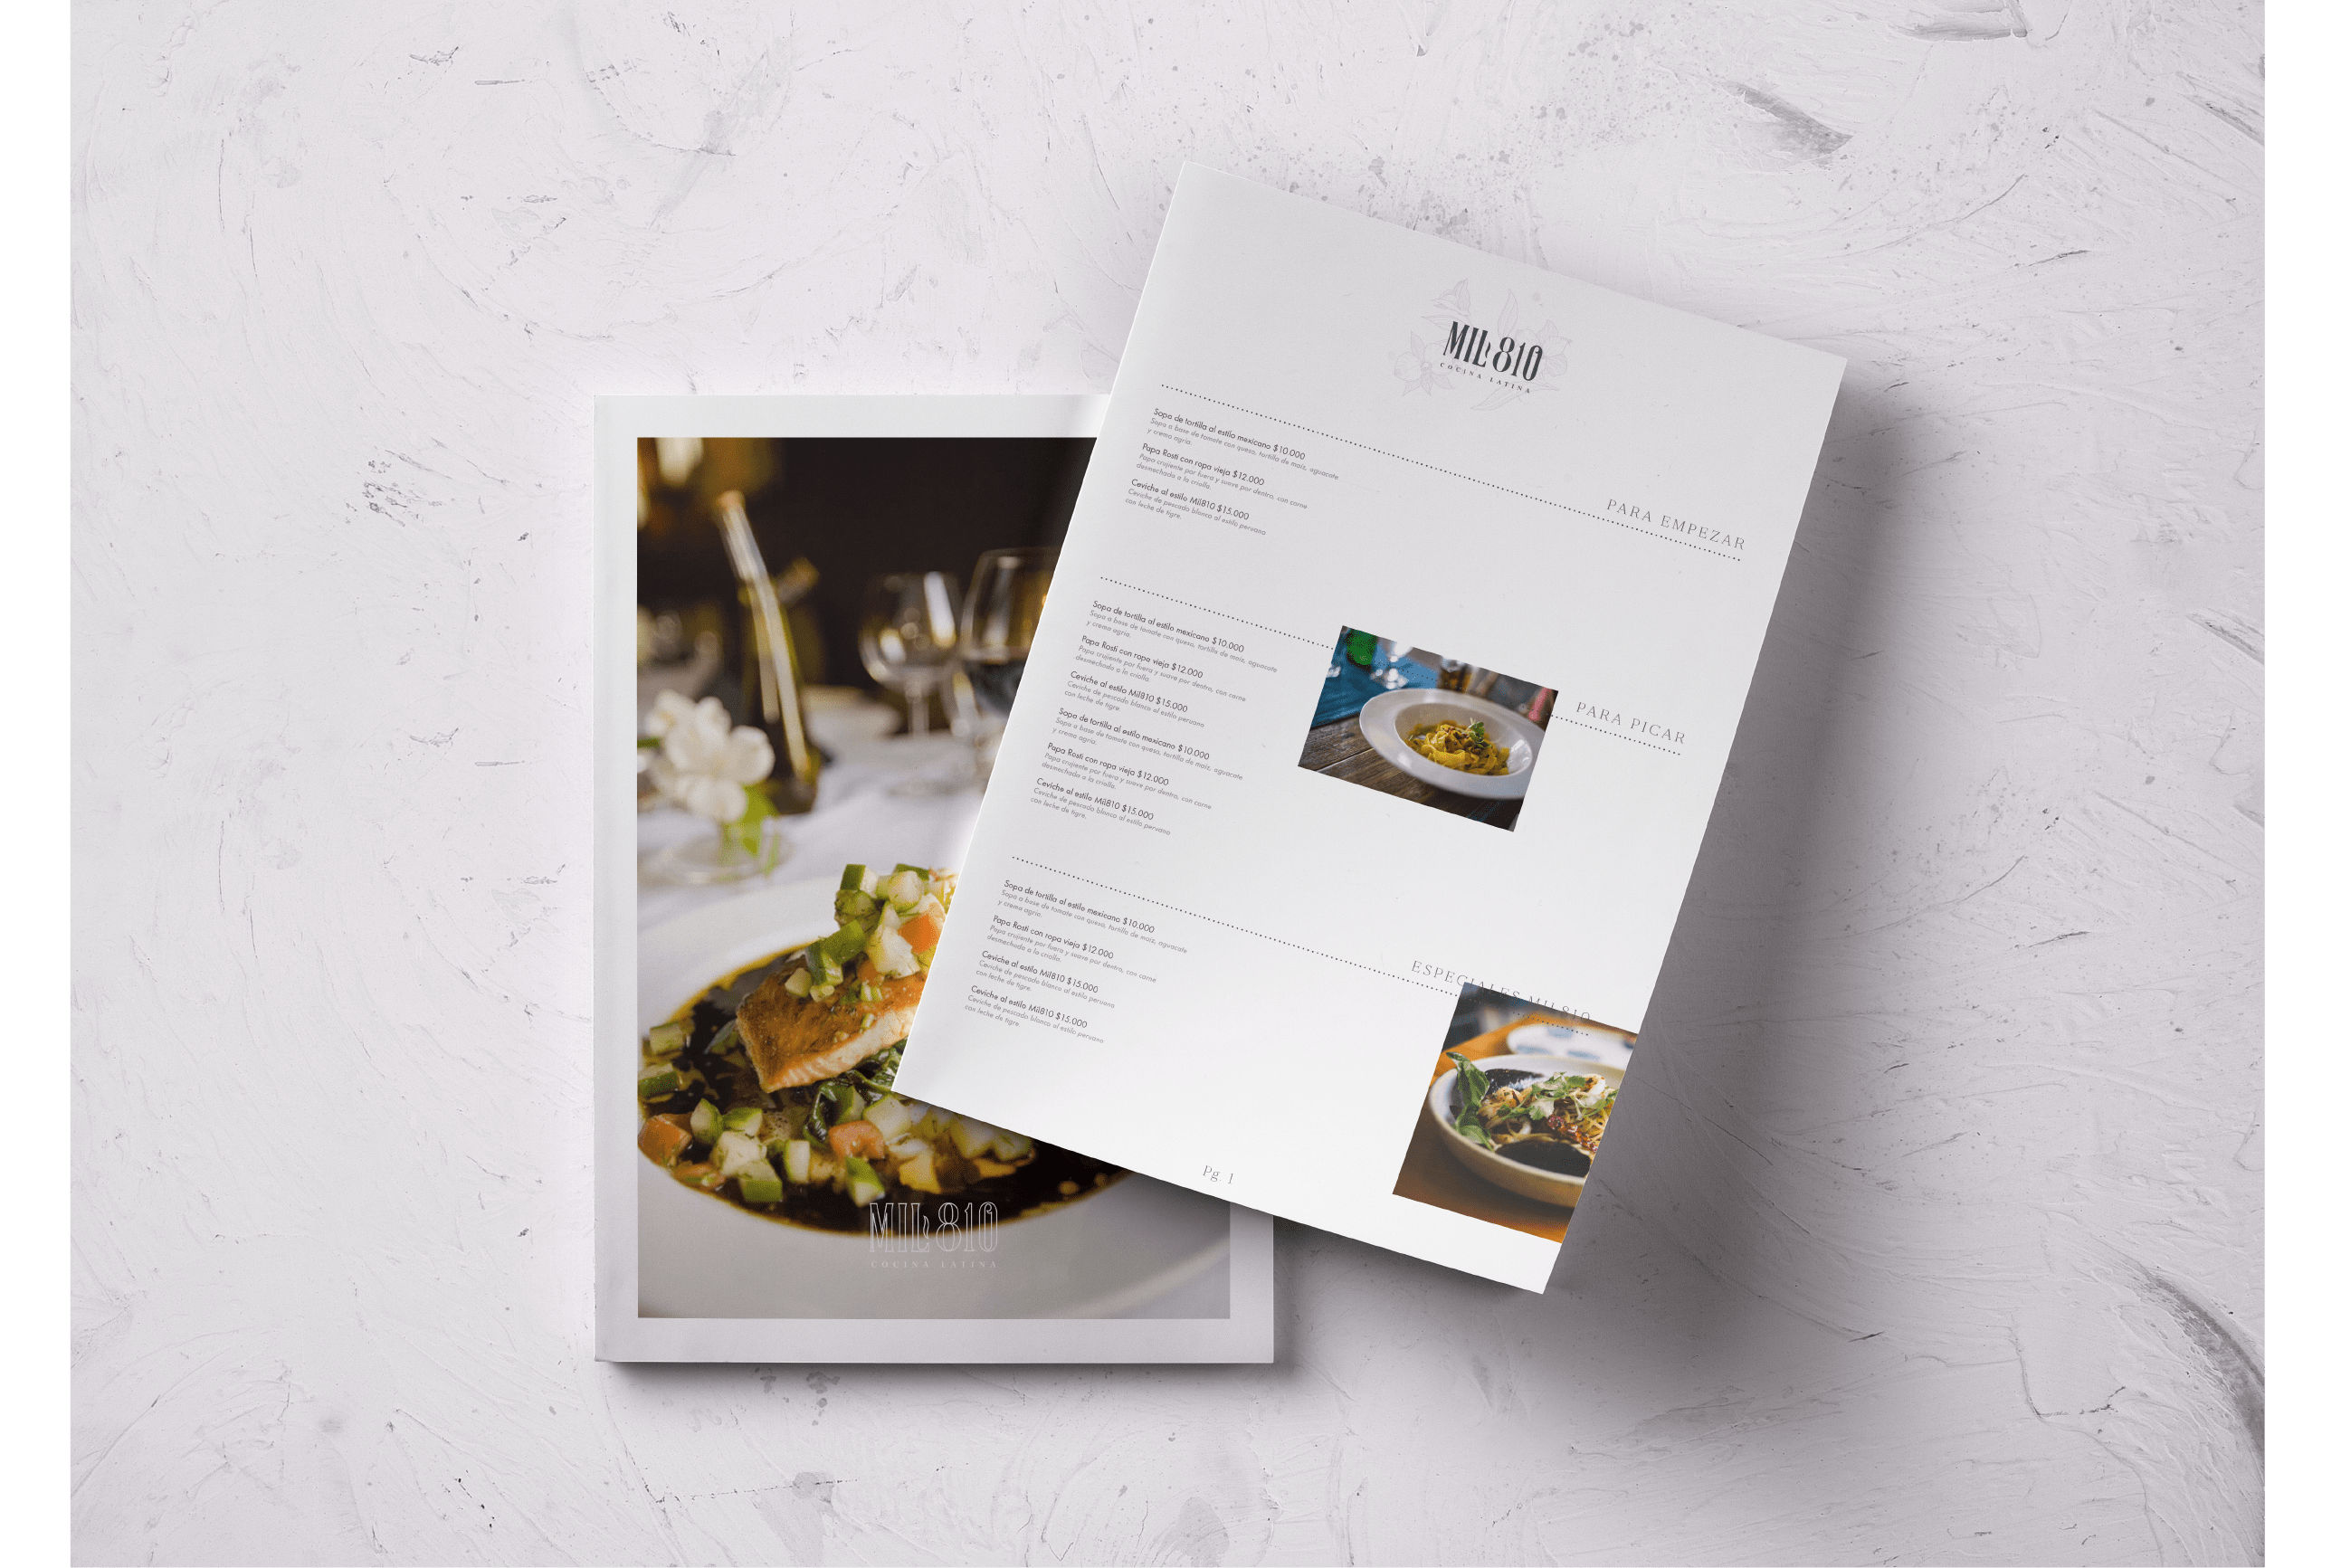 MIL810
COCINA LATINA
PARA EMPEZAR
Sopa de tortilla al estilo mexicano $10.000
Sopa a base de tomate con queso, tortilla de maíz, aguacate
y crema agria.
Papa Rosti con ropa vieja $12.000
Papa crujiente por fuera y suave por dentro, con carne
desmechada a la criolla.
Ceviche al estilo Mil810 $15.000
Ceviche de pescado blanco al estilo peruano
con leche de tigre.
PARA PICAR
Sopa de tortilla al estilo mexicano $10.000
Sopa a base de tomate con queso, tortilla de maíz, aguacate
y crema agria.
Papa Rosti con ropa vieja $12.000
Papa crujiente por fuera y suave por dentro, con carne
desmechada a la criolla.
Ceviche al estilo Mil810 $15.000
Ceviche de pescado blanco al estilo peruano
con leche de tigre.
Sopa de tortilla al estilo mexicano $10.000
Sopa a base de tomate con queso, tortilla de maíz, aguacate
y crema agria.
Papa Rosti con ropa vieja $12.000
Papa crujiente por fuera y suave por dentro, con carne
desmechada a la criolla.
Ceviche al estilo Mil810 $15.000
Ceviche de pescado blanco al estilo peruano
con leche de tigre.
ESPECIALES MIL810
Sopa de tortilla al estilo mexicano $10.000
Sopa a base de tomate con queso, tortilla de maíz, aguacate
y crema agria.
Papa Rosti con ropa vieja $12.000
Papa crujiente por fuera y suave por dentro, con carne
desmechada a la criolla.
Ceviche al estilo Mil810 $15.000
Ceviche de pescado blanco al estilo peruano
con leche de tigre.
Ceviche al estilo Mil810 $15.000
Ceviche de pescado blanco al estilo peruano
con leche de tigre.
Pg. 1
MIL810
COCINA LATINA